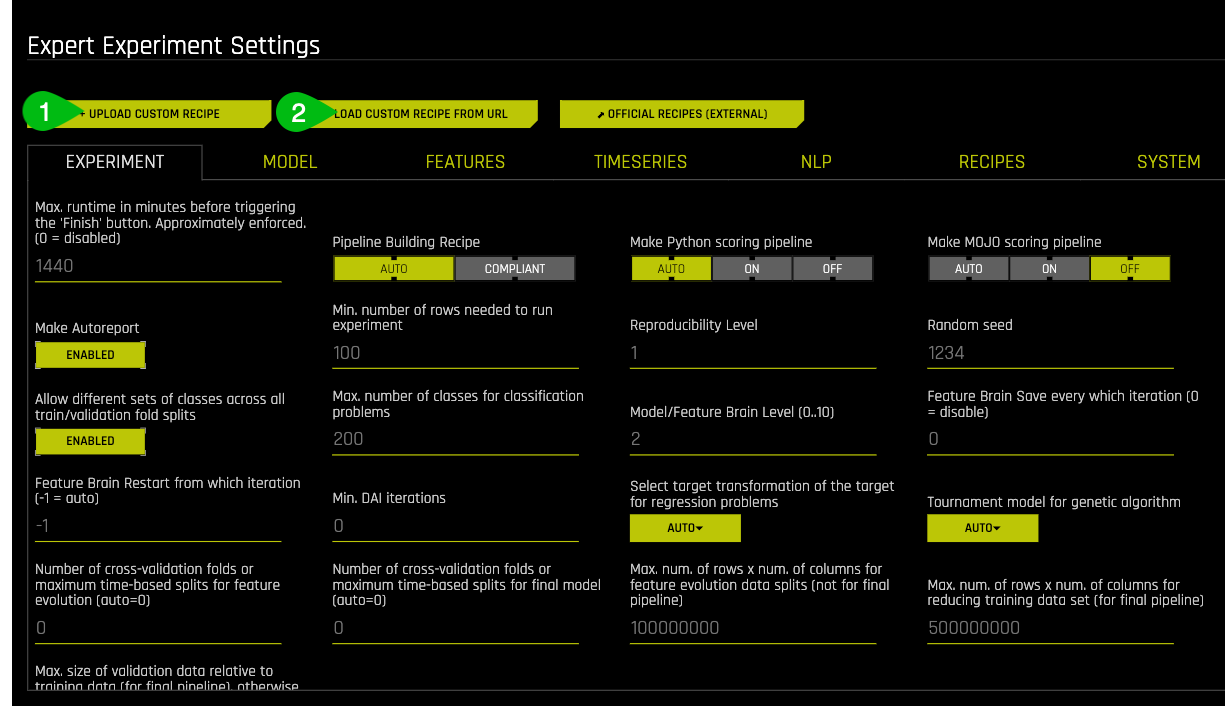 Expert Experiment Settings
1
+ UPLOAD CUSTOM RECIPE
2
LOAD CUSTOM RECIPE FROM URL
OFFICIAL RECIPES (EXTERNAL)
EXPERIMENT
MODEL
FEATURES
TIMESERIES
NLP
RECIPES
SYSTEM
Max. runtime in minutes before triggering
the 'Finish' button. Approximately enforced.
(0 = disabled)
1440
Pipeline Building Recipe
AUTO
COMPLIANT
Make Python scoring pipeline
AUTO
ON
OFF
Make MOJO scoring pipeline
AUTO
ON
OFF
Make Autoreport
ENABLED
Min. number of rows needed to run
experiment
100
Reproducibility Level
1
Random seed
1234
Allow different sets of classes across all
train/validation fold splits
ENABLED
Max. number of classes for classification
problems
200
Model/Feature Brain Level (0..10)
2
Feature Brain Save every which iteration (0
= disable)
0
Feature Brain Restart from which iteration
(-1 = auto)
-1
Min. DAI iterations
0
Select target transformation of the target
for regression problems
AUTO
Tournament model for genetic algorithm
AUTO
Number of cross-validation folds or
maximum time-based splits for feature
evolution (auto=0)
0
Number of cross-validation folds or
maximum time-based splits for final model
(auto=0)
0
Max. num. of rows x num. of columns for
feature evolution data splits (not for final
pipeline)
100000000
Max. num. of rows x num. of columns for
reducing training data set (for final pipeline)
500000000
Max. size of validation data relative to
training data (for final pipeline), otherwise